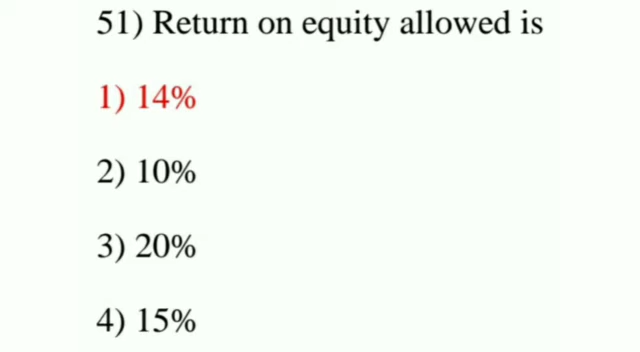 51) Return on equity allowed is
1) 14%
2) 10%
3) 20%
4) 15%